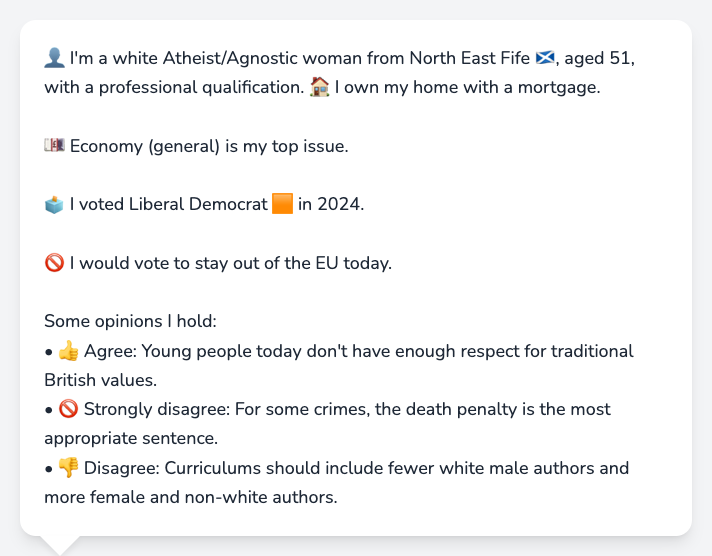 👤 I'm a white Atheist/Agnostic woman from North East Fife 🏴󠁧󠁢󠁳󠁣󠁴󠁿, aged 51,
with a professional qualification. 🏠 I own my home with a mortgage.
💷 Economy (general) is my top issue.
🗳️ I voted Liberal Democrat 🟧 in 2024.
🚫 I would vote to stay out of the EU today.
Some opinions I hold:
• 👍 Agree: Young people today don't have enough respect for traditional
British values.
• 🚫 Strongly disagree: For some crimes, the death penalty is the most
appropriate sentence.
• 👎 Disagree: Curriculums should include fewer white male authors and
more female and non-white authors.